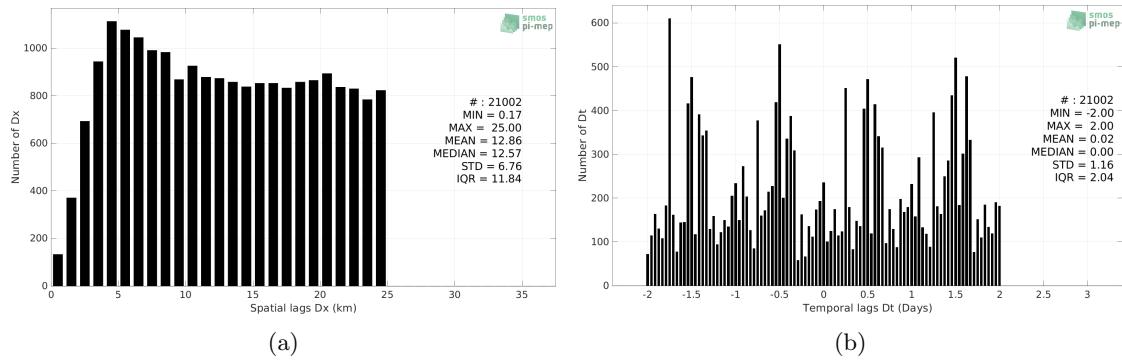 smos
pi-mep
1000
800
600
400
200
0
Number of Dx
# : 21002
MIN = 0.17
MAX = 25.00
MEAN = 12.86
MEDIAN = 12.57
STD = 6.76
IQR = 11.84
0 5 10 15 20 25 30 35
Spatial lags Dx (km)
(a)
smos
pi-mep
600
500
400
300
200
100
0
Number of Dt
# : 21002
MIN = -2.00
MAX = 2.00
MEAN = 0.02
MEDIAN = 0.00
STD = 1.16
IQR = 2.04
-2 -1.5 -1 -0.5 0 0.5 1 1.5 2 2.5 3
Temporal lags Dt (Days)
(b)